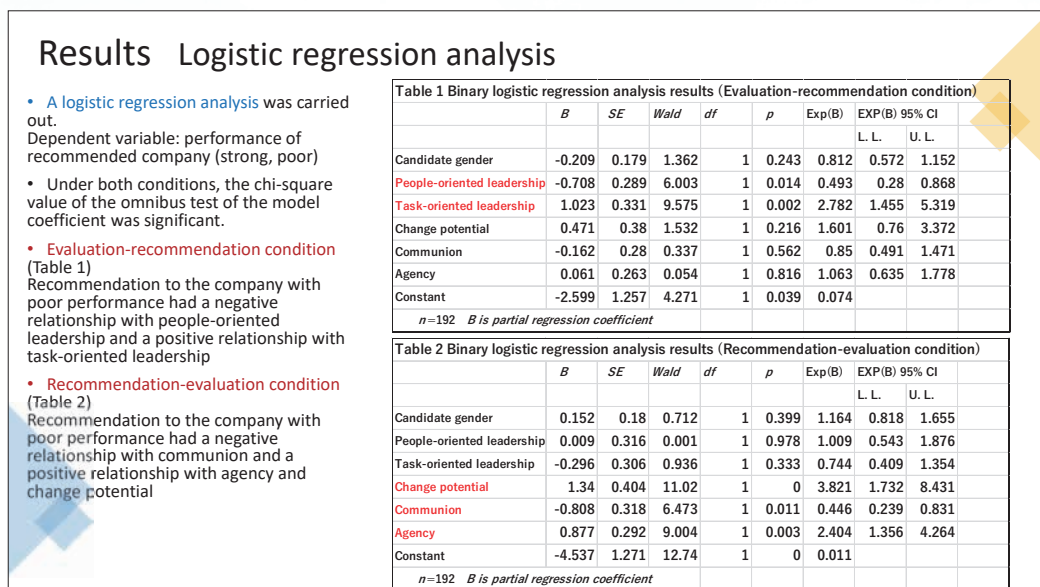 Results Logistic regression analysis
• A logistic regression analysis was carried
out.
Dependent variable: performance of
recommended company (strong, poor)
• Under both conditions, the chi-square
value of the omnibus test of the model
coefficient was significant.
• Evaluation-recommendation condition
(Table 1)
Recommendation to the company with
poor performance had a negative
relationship with people-oriented
leadership and a positive relationship with
task-oriented leadership
• Recommendation-evaluation condition
(Table 2)
Recommendation to the company with
poor performance had a negative
relationship with communion and a
positive relationship with agency and
change potential
Table 1 Binary logistic regression analysis results (Evaluation-recommendation condition)
B SE Wald df p Exp(B) EXP(B) 95% CI
L. L. U. L.
Candidate gender -0.209 0.179 1.362 1 0.243 0.812 0.572 1.152
People-oriented leadership -0.708 0.289 6.003 1 0.014 0.493 0.28 0.868
Task-oriented leadership 1.023 0.331 9.575 1 0.002 2.782 1.455 5.319
Change potential 0.471 0.38 1.532 1 0.216 1.601 0.76 3.372
Communion -0.162 0.28 0.337 1 0.562 0.85 0.491 1.471
Agency 0.061 0.263 0.054 1 0.816 1.063 0.635 1.778
Constant -2.599 1.257 4.271 1 0.039 0.074
n=192 B is partial regression coefficient
Table 2 Binary logistic regression analysis results (Recommendation-evaluation condition)
B SE Wald df p Exp(B) EXP(B) 95% CI
L. L. U. L.
Candidate gender 0.152 0.18 0.712 1 0.399 1.164 0.818 1.655
People-oriented leadership 0.009 0.316 0.001 1 0.978 1.009 0.543 1.876
Task-oriented leadership -0.296 0.306 0.936 1 0.333 0.744 0.409 1.354
Change potential 1.34 0.404 11.02 1 0 3.821 1.732 8.431
Communion -0.808 0.318 6.473 1 0.011 0.446 0.239 0.831
Agency 0.877 0.292 9.004 1 0.003 2.404 1.356 4.264
Constant -4.537 1.271 12.74 1 0 0.011
n=192 B is partial regression coefficient